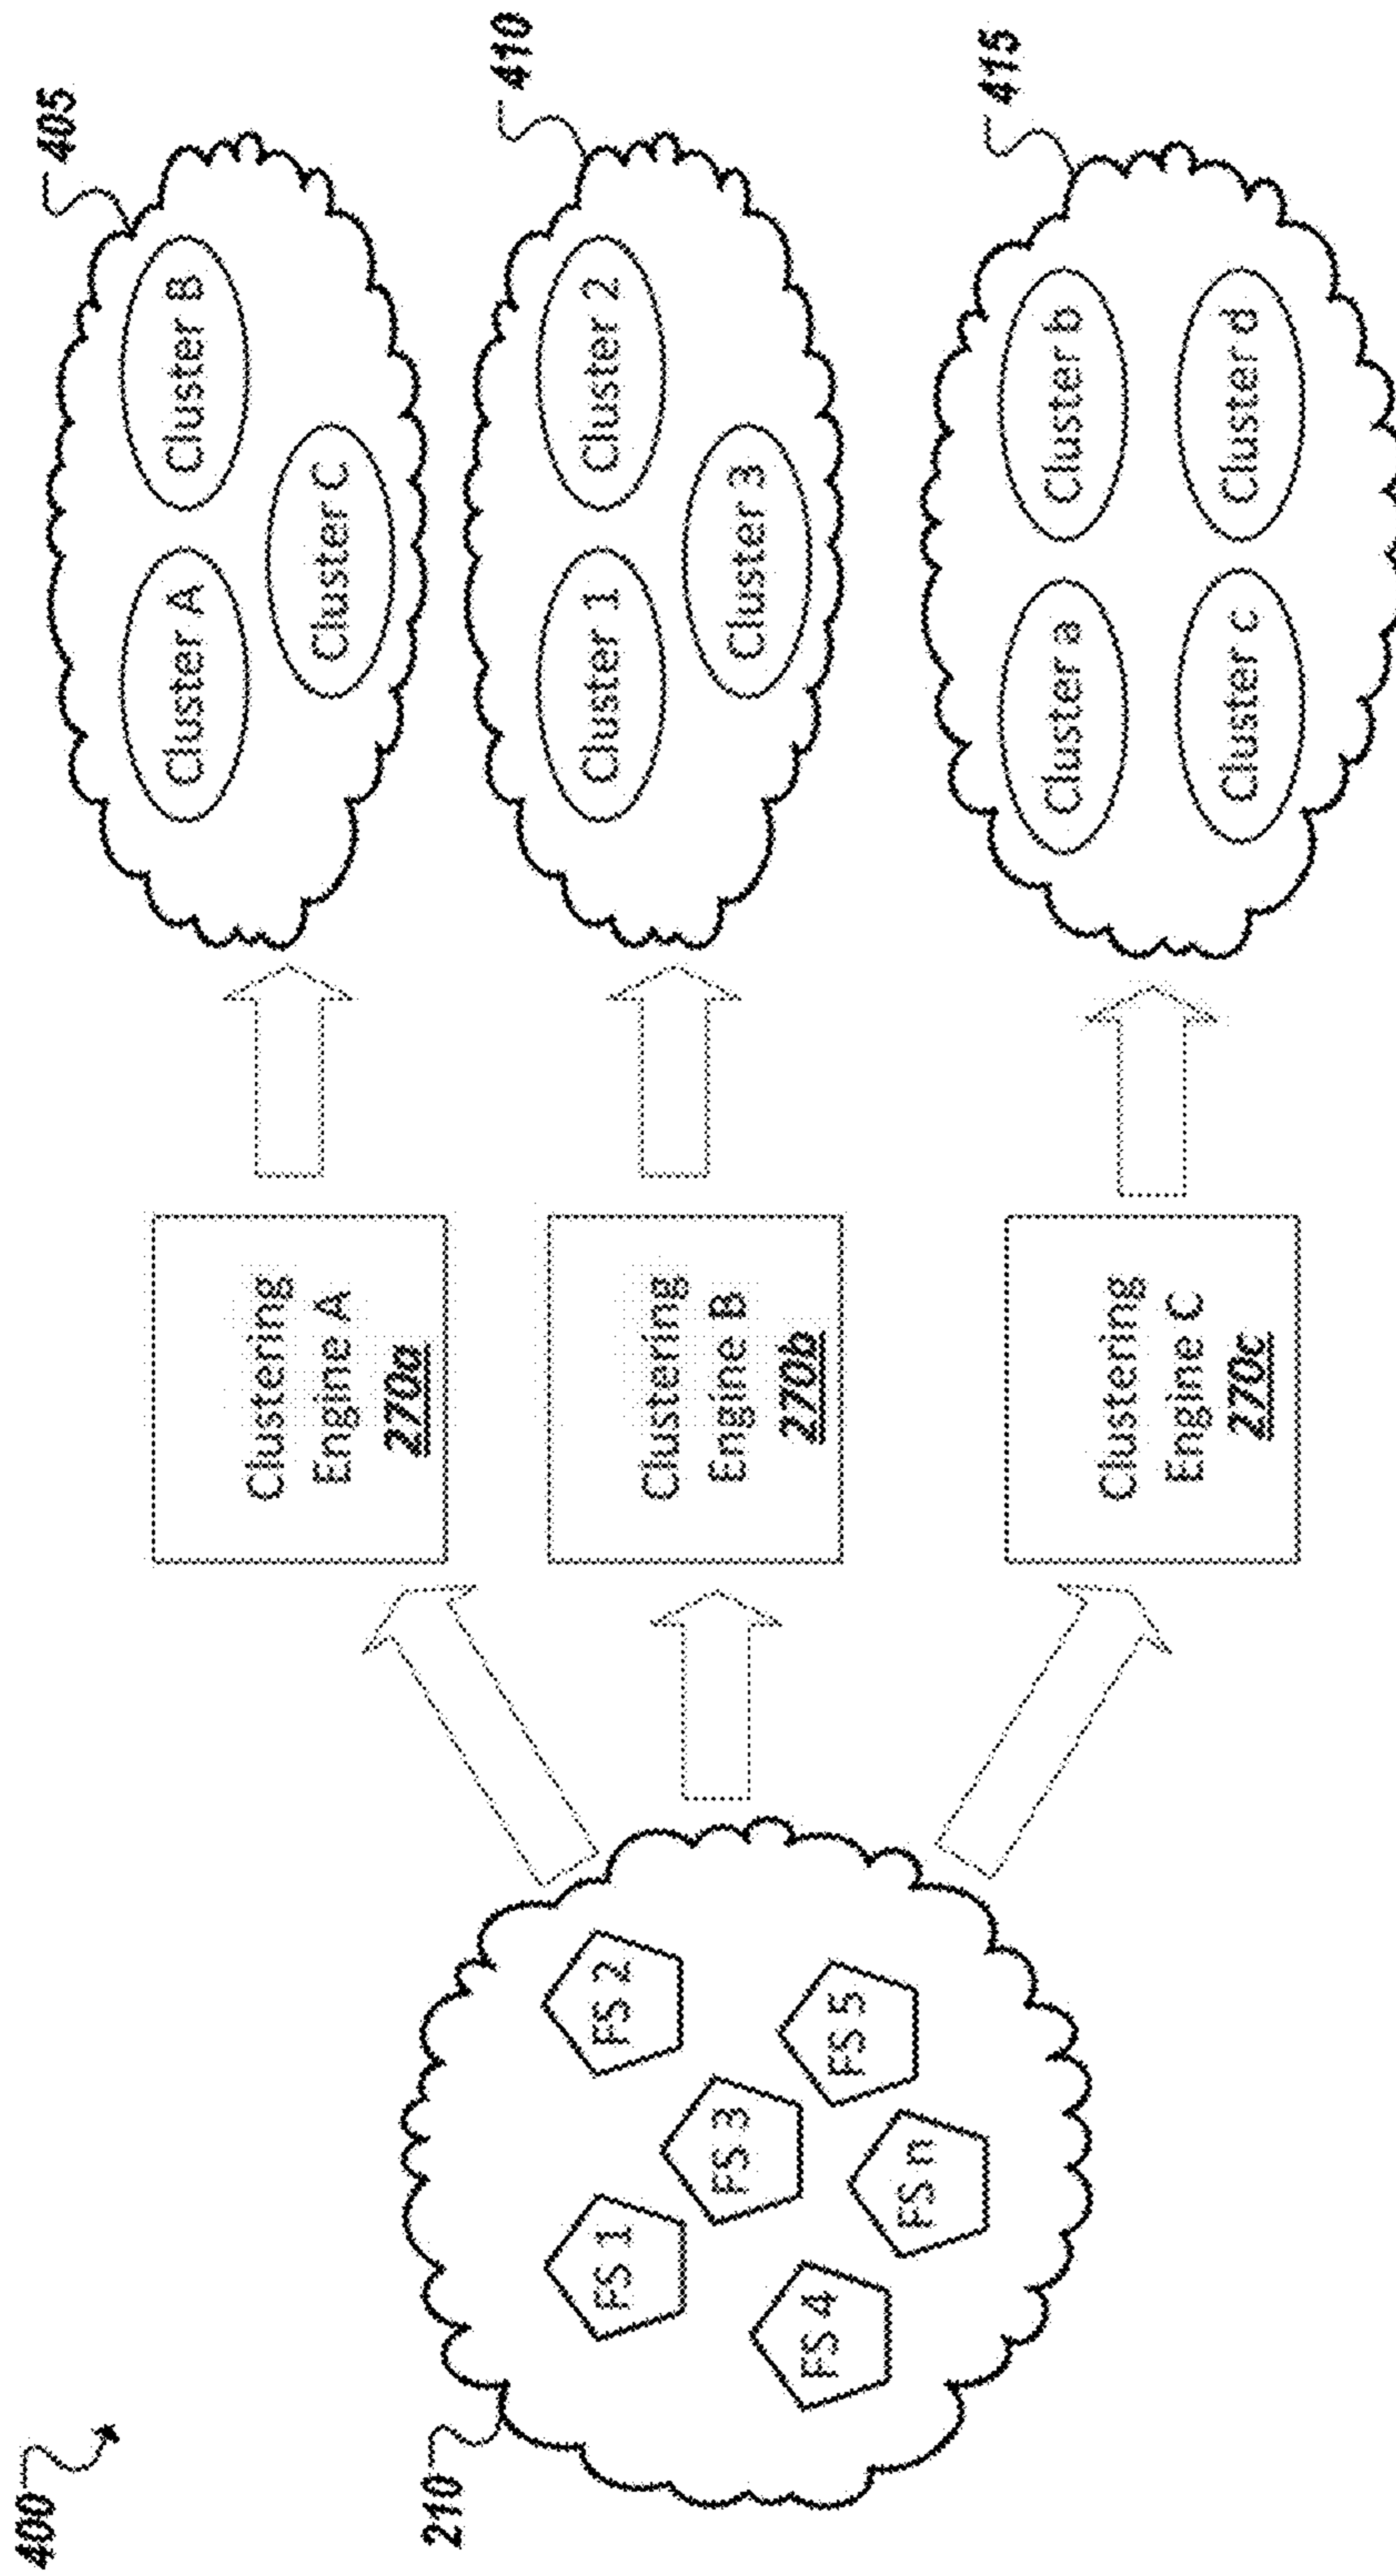 400
210
FS 1
FS 2
FS 3
FS 4
FS 5
FS n
Clustering
Engine A
270a
Clustering
Engine B
270b
Clustering
Engine C
270c
405
Cluster A
Cluster B
Cluster C
410
Cluster 1
Cluster 2
Cluster 3
415
Cluster a
Cluster b
Cluster c
Cluster d